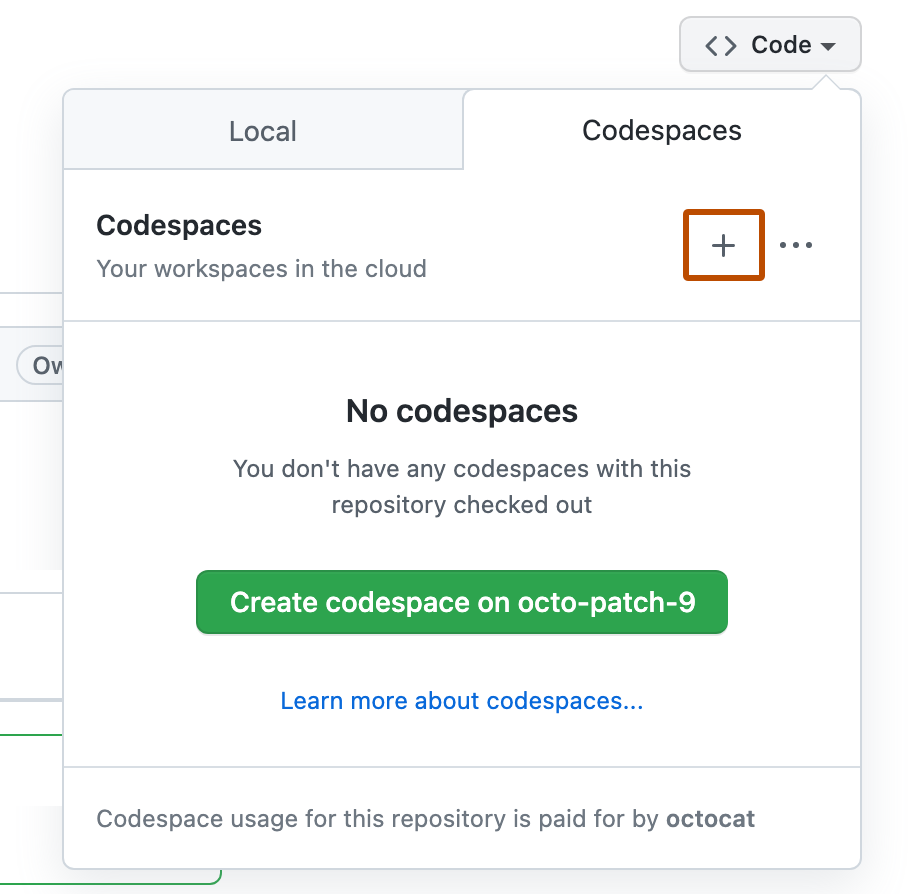 Code
Local
Codespaces
Codespaces
Your workspaces in the cloud
No codespaces
You don't have any codespaces with this
repository checked out
Create codespace on octo-patch-9
Learn more about codespaces...
Codespace usage for this repository is paid for by octocat